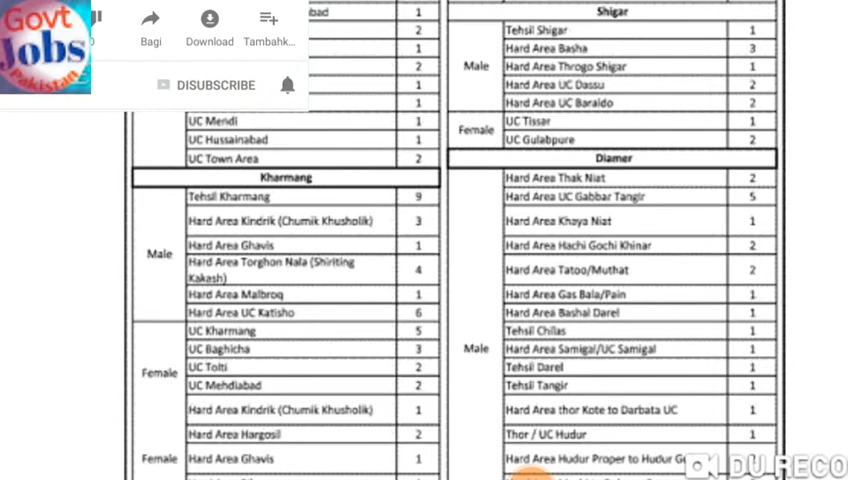 Govt
Jobs
Pakistan
Bagi
Download
Tambahk...
DISUBSCRIBE
1
2
1
2
1
1
UC Mendi 1
UC Hussainabad 1
UC Town Area 2
Kharmang
Male
Tehsil Kharmang 9
Hard Area Kindrik (Chumik Khusholik) 3
Hard Area Ghavis 1
Hard Area Torghon Nala (Shiriting Kakash) 4
Hard Area Malbroq 1
Hard Area UC Katisho 6
Female
UC Kharmang 5
UC Baghicha 3
UC Tolti 2
UC Mehdiabad 2
Hard Area Kindrik (Chumik Khusholik) 1
Hard Area Hargosil 2
Female
Hard Area Ghavis 1
Shigar
Male
Tehsil Shigar 1
Hard Area Basha 3
Hard Area Throgo Shigar 1
Hard Area UC Dassu 2
Hard Area UC Baraldo 2
Female
UC Tissar 1
UC Gulabpure 2
Diamer
Male
Hard Area Thak Niat 2
Hard Area UC Gabbar Tangir 5
Hard Area Khaya Niat 1
Hard Area Hachi Gochi Khinar 2
Hard Area Tatoo/Muthat 2
Hard Area Gas Bala/Pain 1
Hard Area Bashal Darel 1
Tehsil Chilas 1
Hard Area Samigal/UC Samigal 1
Tehsil Darel 1
Tehsil Tangir 1
Hard Area thor Kote to Darbata UC 1
Thor / UC Hudur 1
Hard Area Hudur Proper to Hudur
DU RECO